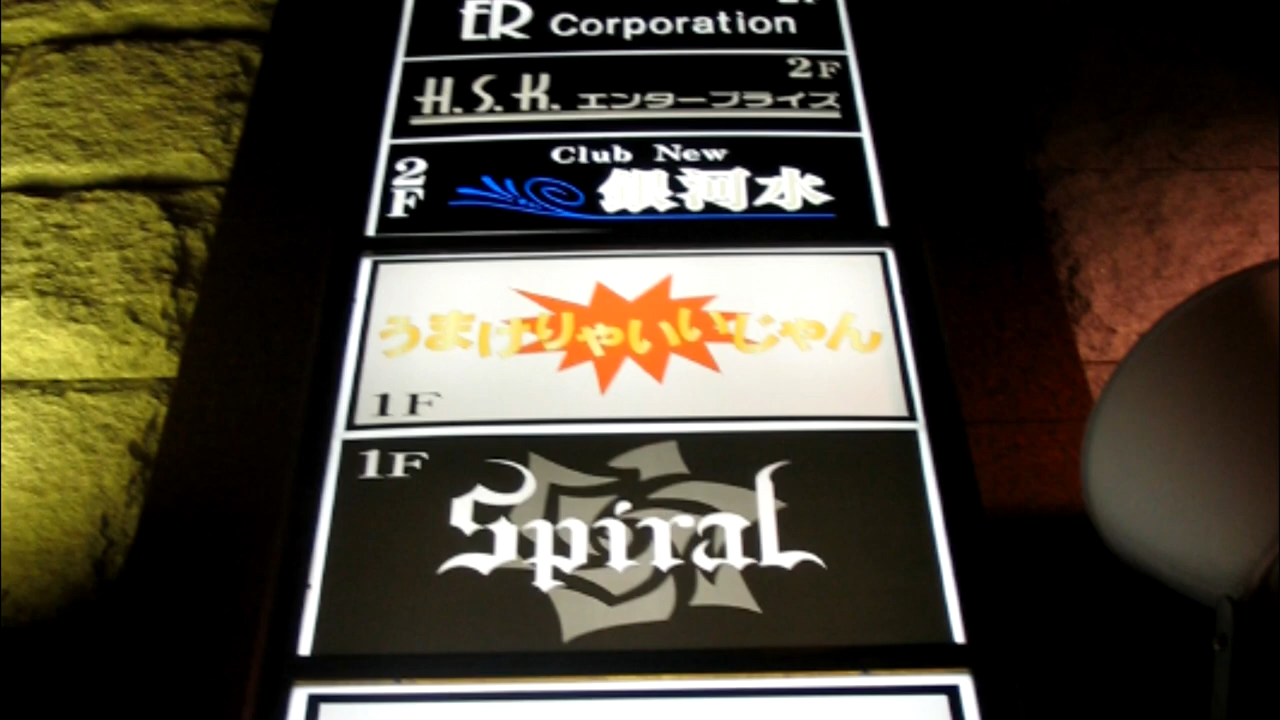 ER Corporation
2F
H.S.K. エンタープライズ
Club New
2F
銀河水
うまけりゃいいじゃん
1F
1F
Spiral